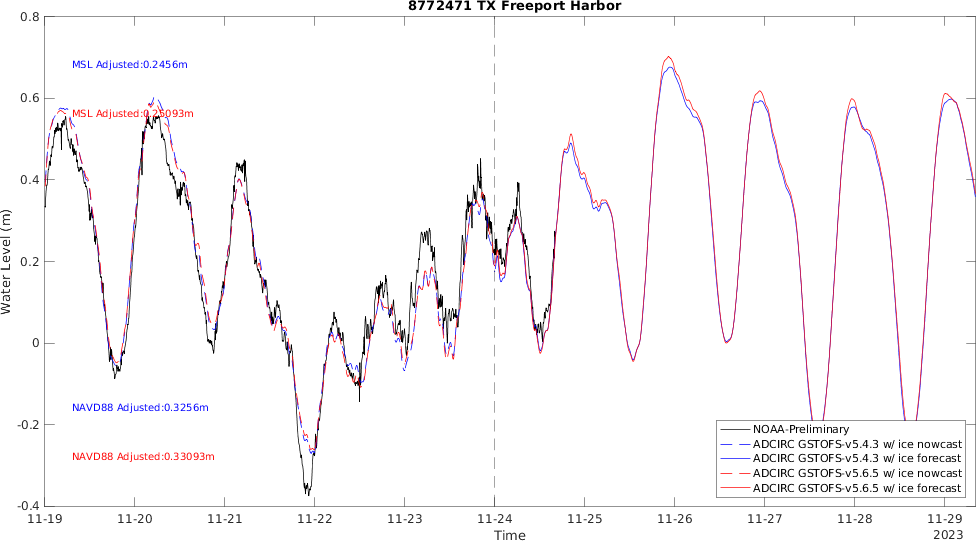 8772471 TX Freeport Harbor
0.8
0.6
0.4
0.2
0
-0.2
-0.4
Water Level (m)
MSL Adjusted:0.2456m
MSL Adjusted:0.25093m
NAVD88 Adjusted:0.3256m
NAVD88 Adjusted:0.33093m
NOAA-Preliminary
ADCIRC GSTOFS-v5.4.3 w/ ice nowcast
ADCIRC GSTOFS-v5.4.3 w/ ice forecast
ADCIRC GSTOFS-v5.6.5 w/ ice nowcast
ADCIRC GSTOFS-v5.6.5 w/ ice forecast
11-19 11-20 11-21 11-22 11-23 11-24 11-25 11-26 11-27 11-28 11-29
Time
2023